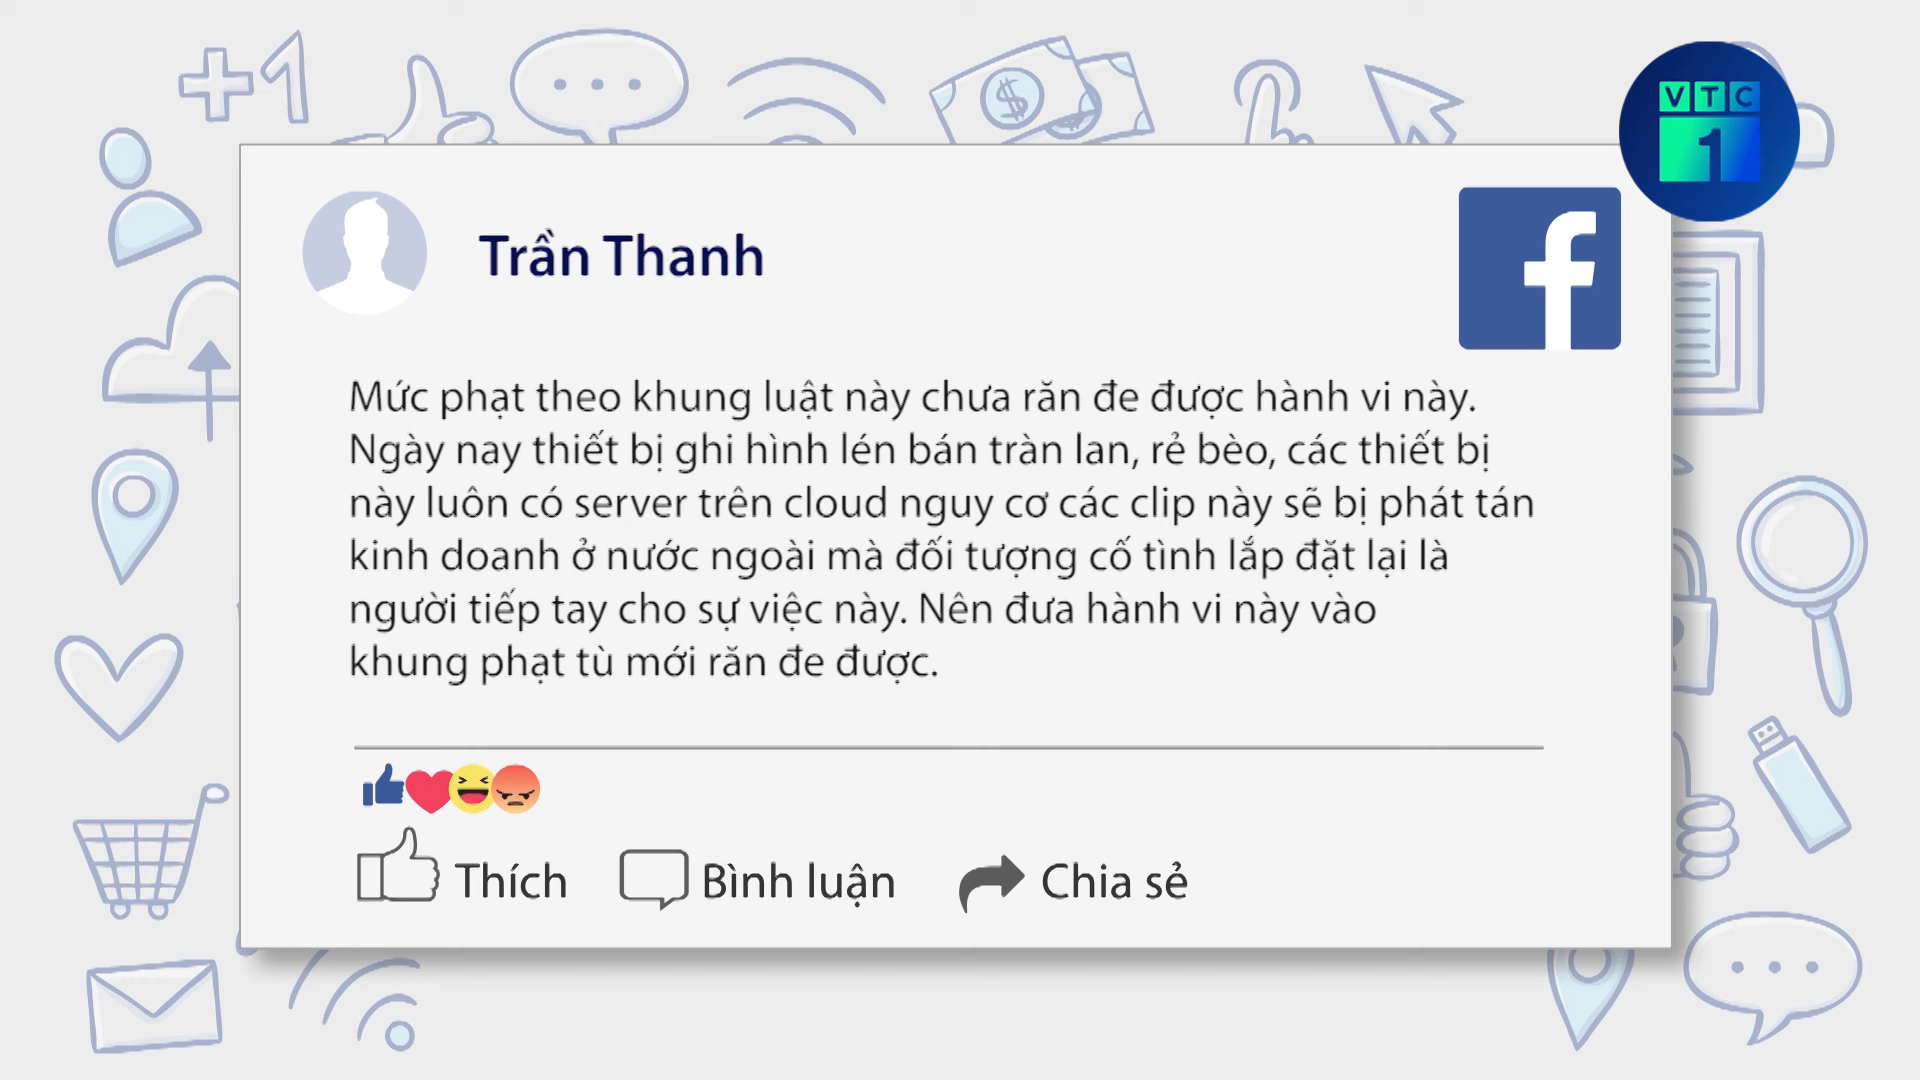 +1
VTC
1
Trần Thanh
Mức phạt theo khung luật này chưa răn đe được hành vi này.
Ngày nay thiết bị ghi hình lén bán tràn lan, rẻ bèo, các thiết bị
này luôn có server trên cloud nguy cơ các clip này sẽ bị phát tán
kinh doanh ở nước ngoài mà đối tượng cố tình lắp đặt lại là
người tiếp tay cho sự việc này. Nên đưa hành vi này vào
khung phạt tù mới răn đe được.
Thích Bình luận Chia sẻ